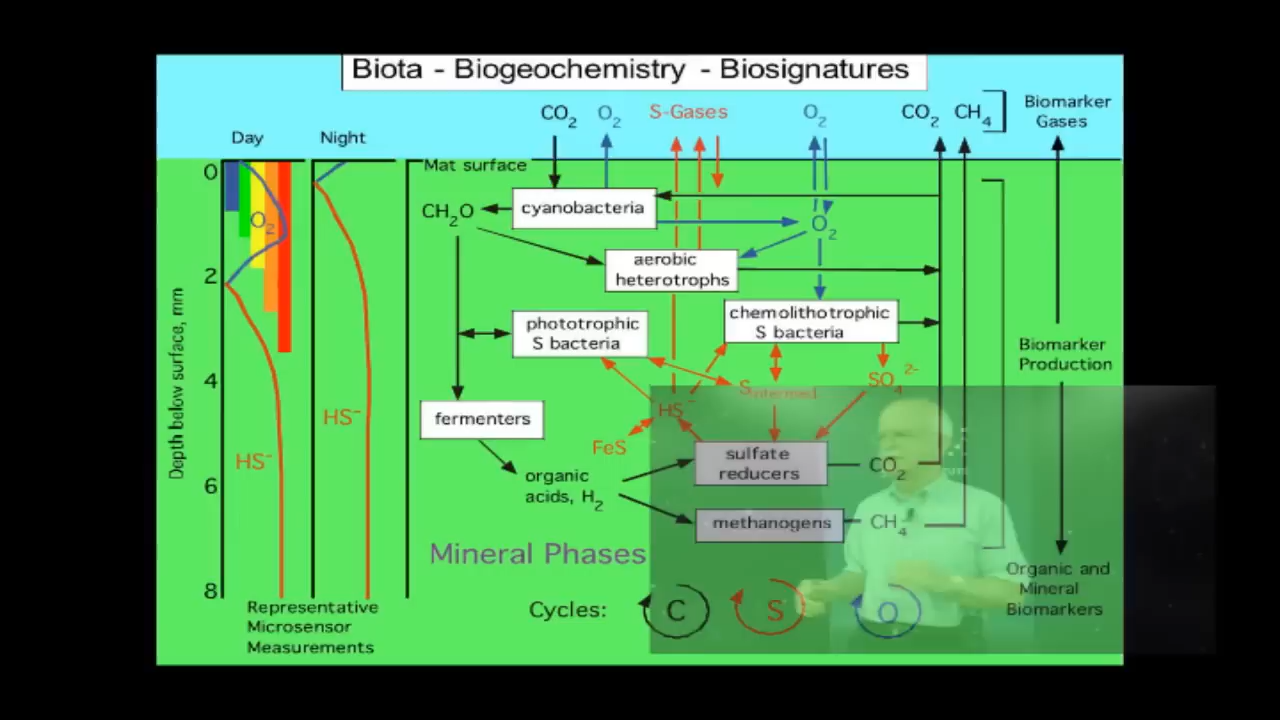 Biota - Biogeochemistry - Biosignatures
CO2 O2 S-Gases O2 CO2 CH4
Biomarker
Gases
Day Night
Mat surface
0
2
4
6
8
Depth below surface, mm
O2
HS-
HS-
CH2O
cyanobacteria
O2
aerobic
heterotrophs
chemolithotrophic
S bacteria
phototrophic
S bacteria
Biomarker
Production
S intermed
SO4 2-
HS-
fermenters
FeS
sulfate
reducers
CO2
organic
acids, H2
methanogens
CH4
Mineral Phases
Organic and
Mineral
Biomarkers
Cycles: C S O
Representative
Microsensor
Measurements